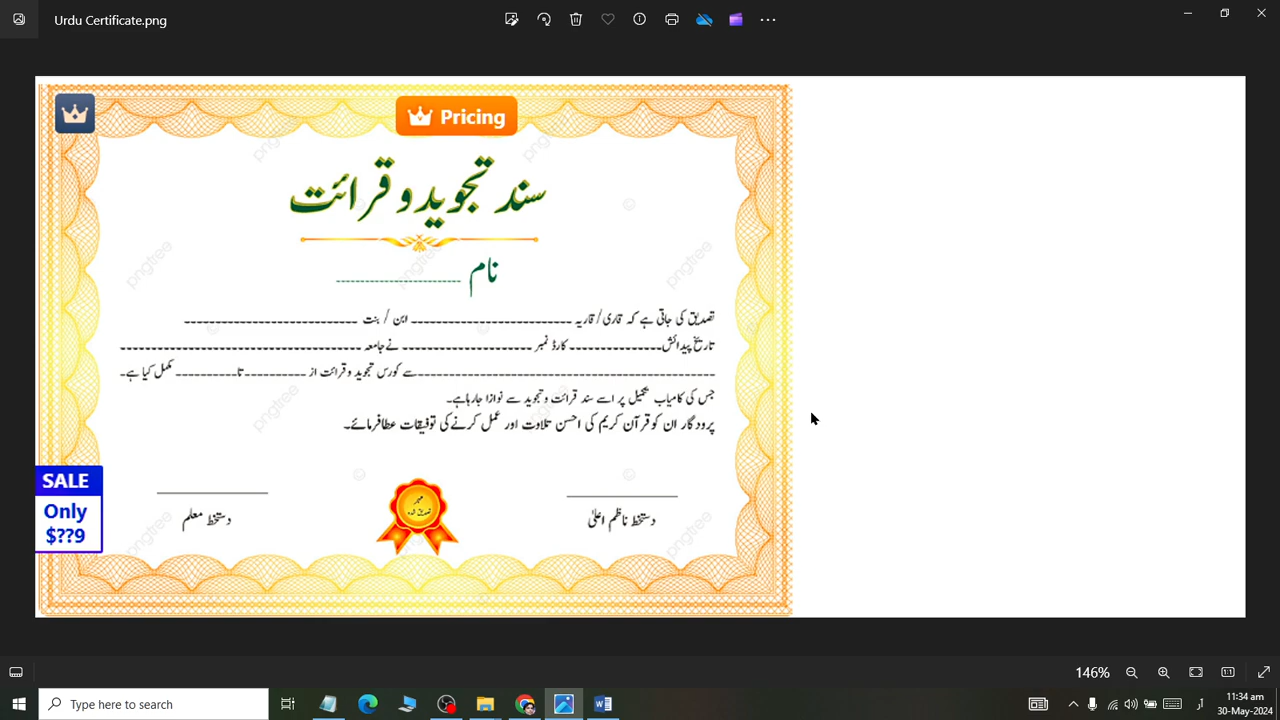 Urdu Certificate.png
Pricing
سند تجوید و قرائت
نام ------------------------
تصدیق کی جاتی ہے کہ قاری/قاریہ -------------------------- ابن / بنت ----------------------------
تاریخ پیدائش--------------- کارڈ نمبر --------------------- نے جامعہ ---------------------------------------
------------------------------------------------سے کورس تجوید و قرائت از ----------تا---------- مکمل کیا ہے۔
جس کی کامیاب تکمیل پر اسے سند قرائت و تجوید سے نوازا جا رہا ہے۔
پرودگار ان کو قرآن کریم کی احسن تلاوت اور عمل کرنے کی توفیقات عطا فرمائے۔
SALE
Only
$??9
دستخط ناظم اعلیٰ
مہر
تصدیق شدہ
دستخط معلم
pngtree
146%
Type here to search
11:34 am
30-May-2024